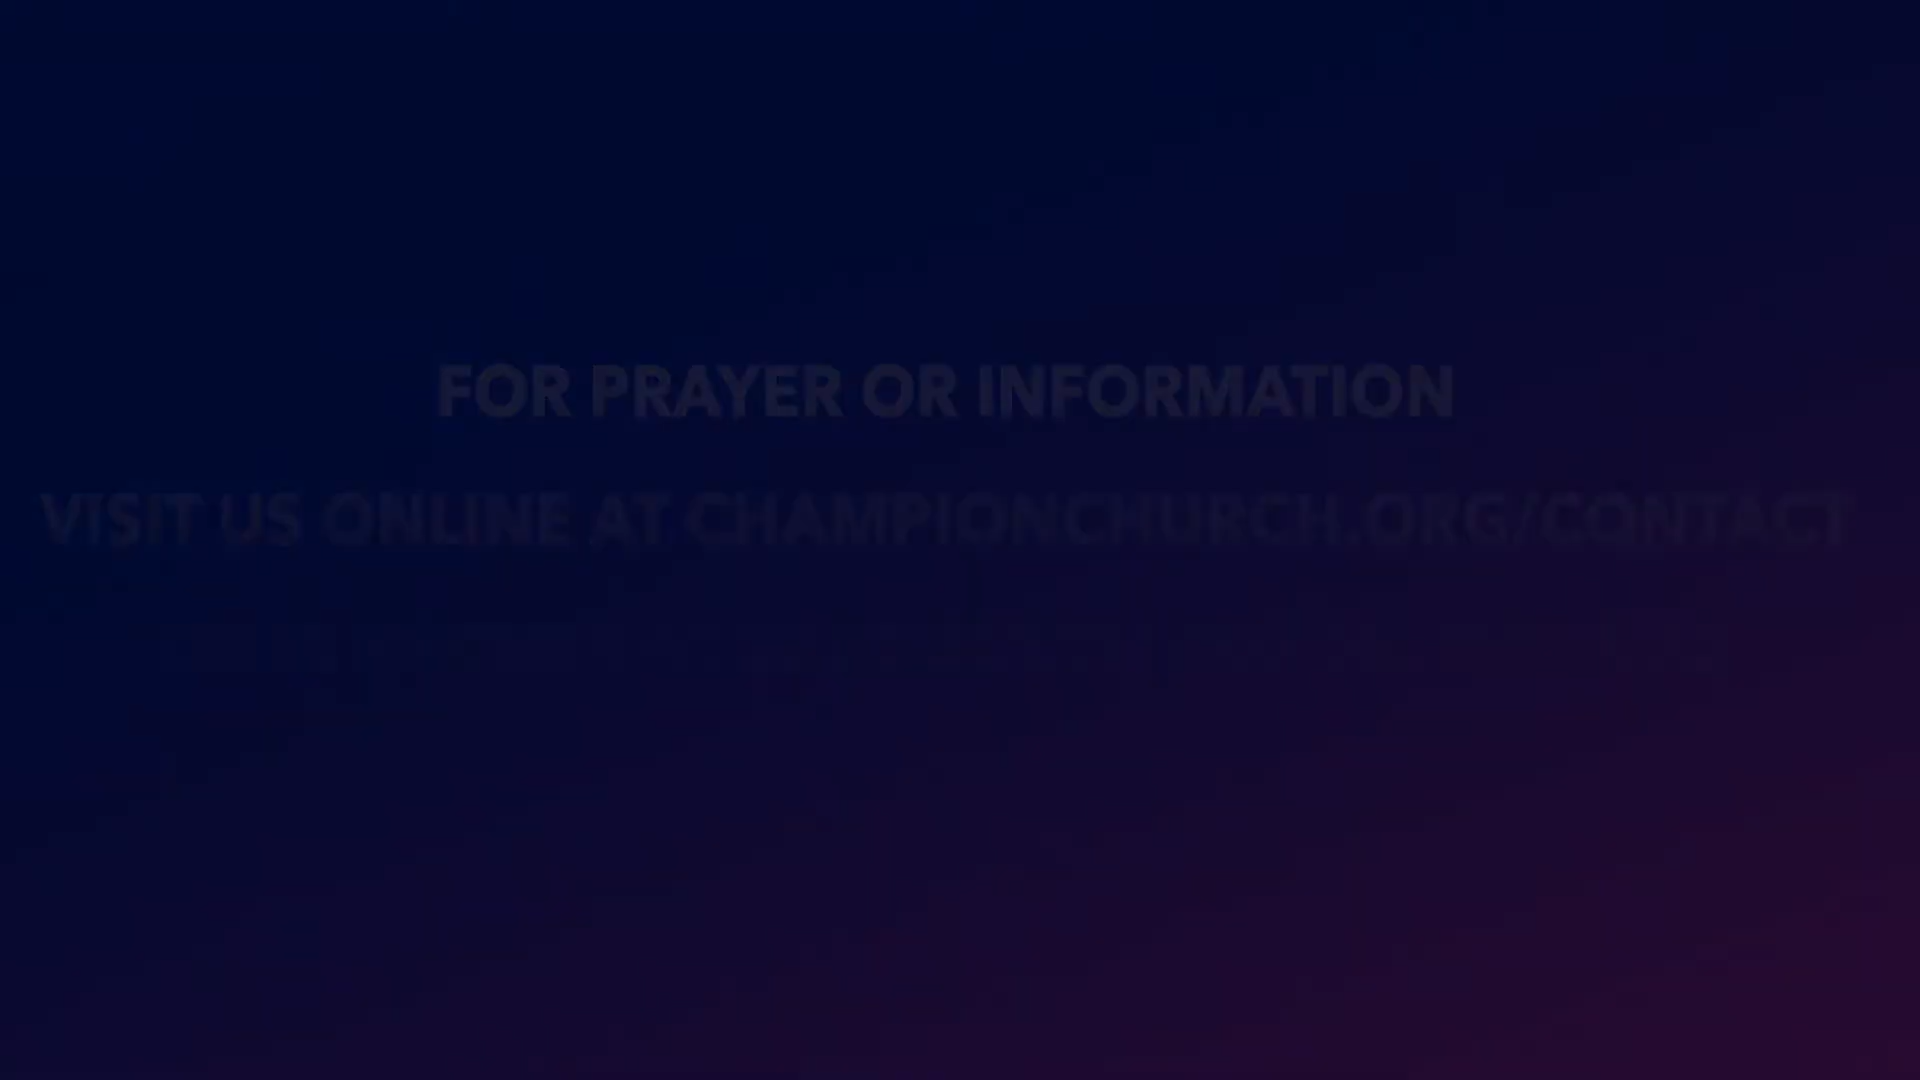 FOR PRAYER OR INFORMATION
VISIT US ONLINE AT CHAMPIONCHURCH.ORG/CONTACT